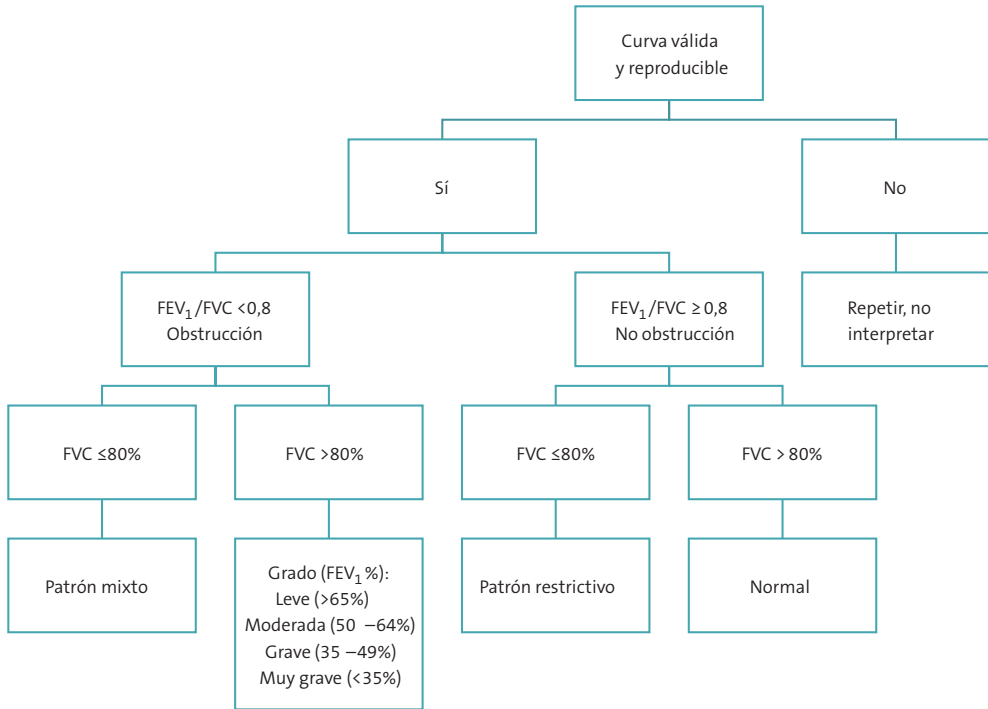 Curva válida
y reproducible
Sí
No
FEV₁/FVC <0,8
Obstrucción
FEV₁/FVC ≥ 0,8
No obstrucción
Repetir, no
interpretar
FVC ≤80%
FVC >80%
FVC ≤80%
FVC > 80%
Patrón mixto
Grado (FEV₁%):
Leve (>65%)
Moderada (50 –64%)
Grave (35 –49%)
Muy grave (<35%)
Patrón restrictivo
Normal